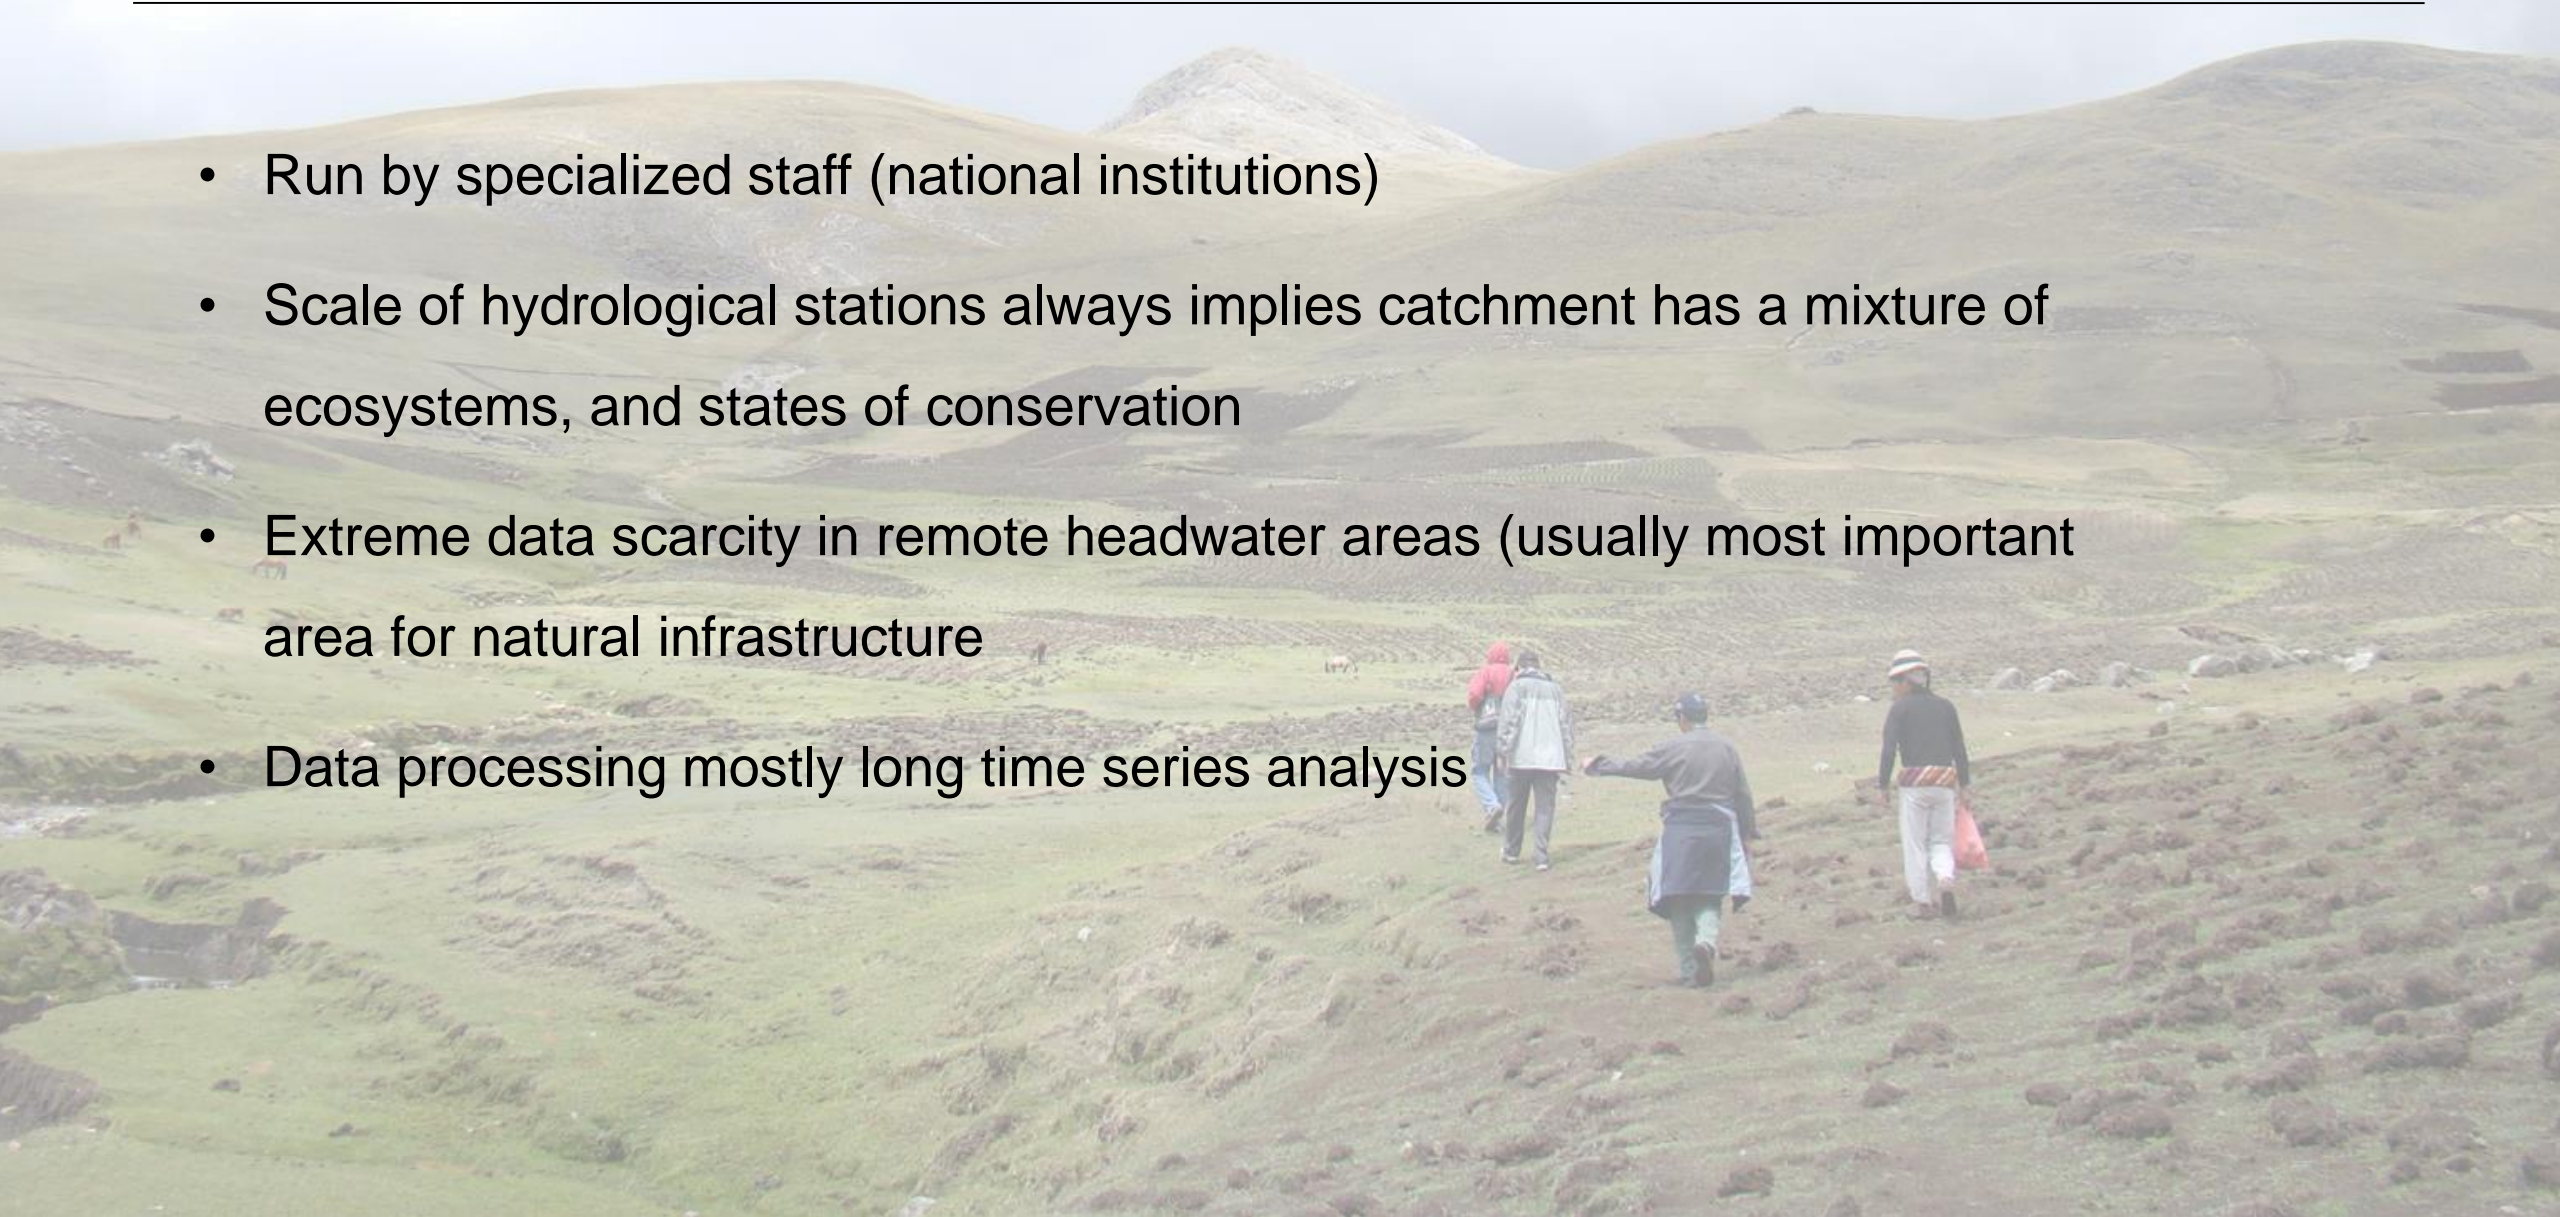 • Run by specialized staff (national institutions)
• Scale of hydrological stations always implies catchment has a mixture of
ecosystems, and states of conservation
• Extreme data scarcity in remote headwater areas (usually most important
area for natural infrastructure
• Data processing mostly long time series analysis